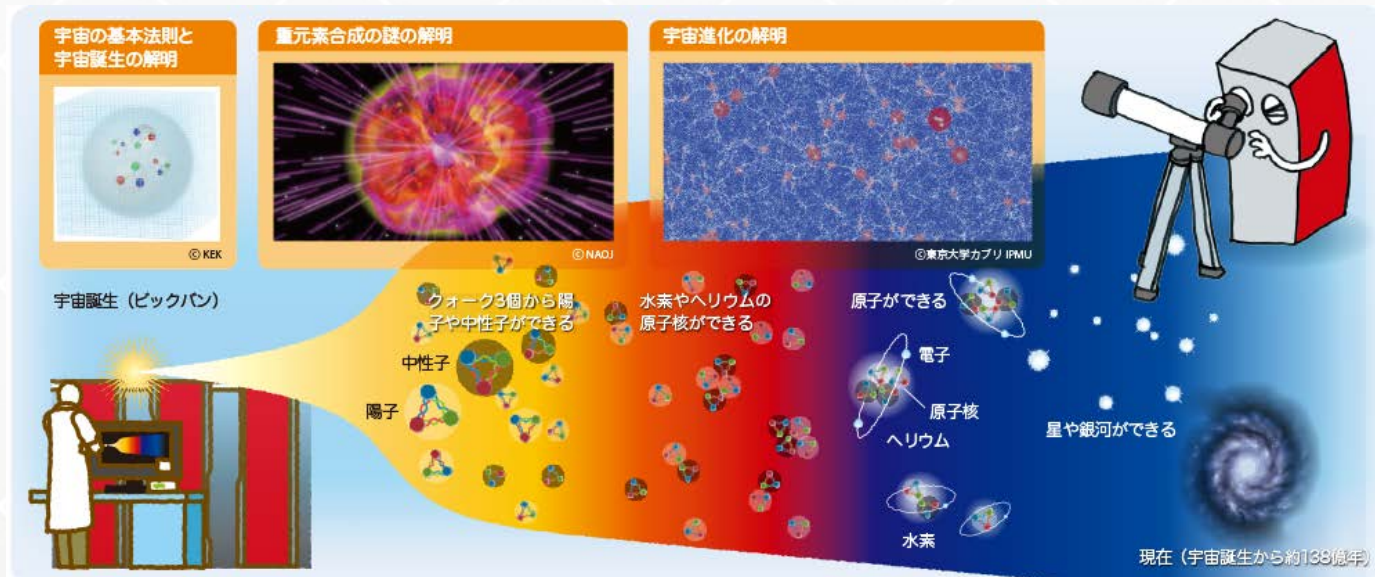 宇宙の基本法則と
宇宙誕生の解明
重元素合成の謎の解明
宇宙進化の解明
© KEK
© NAOJ
©東京大学カブリ IPMU
宇宙誕生（ビックバン）
クォーク3個から陽
子や中性子ができる
水素やヘリウムの
原子核ができる
原子ができる
中性子
陽子
電子
原子核
ヘリウム
水素
星や銀河ができる
現在（宇宙誕生から約138億年）